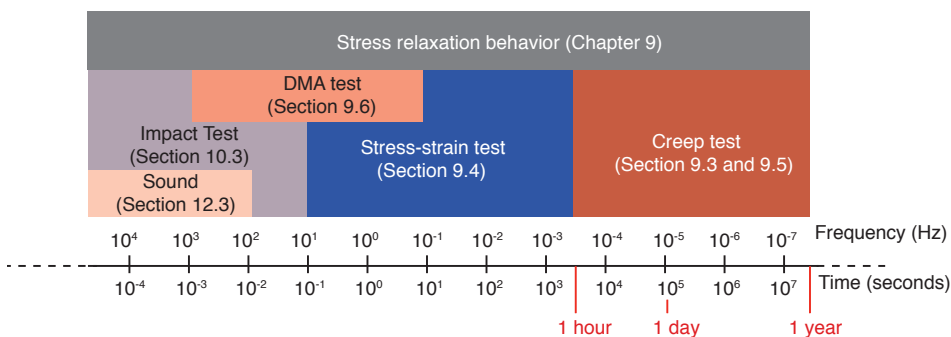 Stress relaxation behavior (Chapter 9)
DMA test
(Section 9.6)
Impact Test
(Section 10.3)
Stress-strain test
(Section 9.4)
Creep test
(Section 9.3 and 9.5)
Sound
(Section 12.3)
10⁴ 10³ 10² 10¹ 10⁰ 10⁻¹ 10⁻² 10⁻³ 10⁻⁴ 10⁻⁵ 10⁻⁶ 10⁻⁷ Frequency (Hz)
10⁻⁴ 10⁻³ 10⁻² 10⁻¹ 10⁰ 10¹ 10² 10³ 10⁴ 10⁵ 10⁶ 10⁷ Time (seconds)
1 hour 1 day 1 year